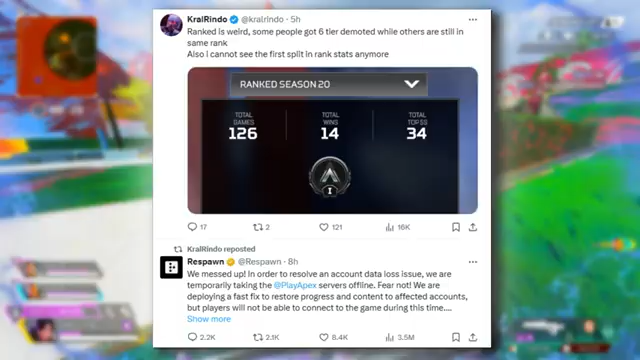 KralRindo @kralrindo · 5h
Ranked is weird, some people got 6 tier demoted while others are still in
same rank
Also I cannot see the first split in rank stats anymore
RANKED SEASON 20
TOTAL GAMES
126
TOTAL WINS
14
TOTAL TOP 5S
34
I
17 2 121 16K
KralRindo reposted
Respawn @Respawn · 8h
We messed up! In order to resolve an account data loss issue, we are
temporarily taking the @PlayApex servers offline. Fear not! We are
deploying a fast fix to restore progress and content to affected accounts,
but players will not be able to connect to the game during this time....
Show more
2.2K 2.1K 8.4K 3.5M